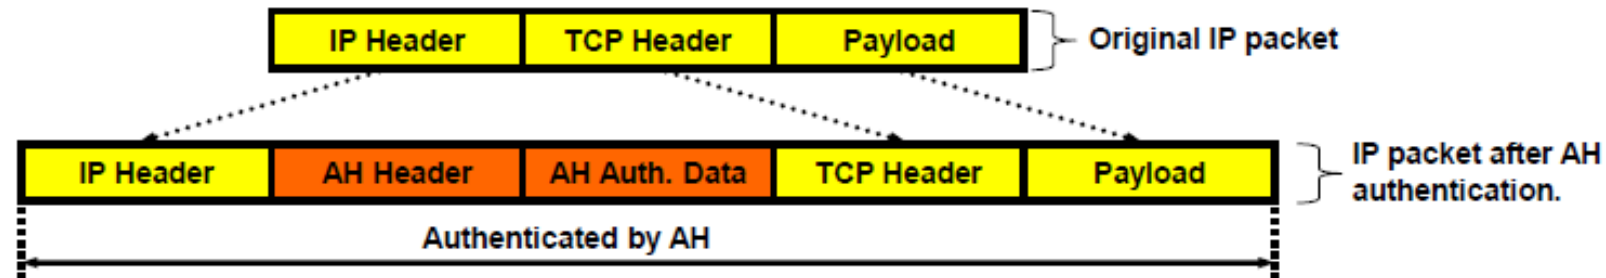 IP Header TCP Header Payload Original IP packet
IP Header AH Header AH Auth. Data TCP Header Payload IP packet after AH
authentication.
Authenticated by AH